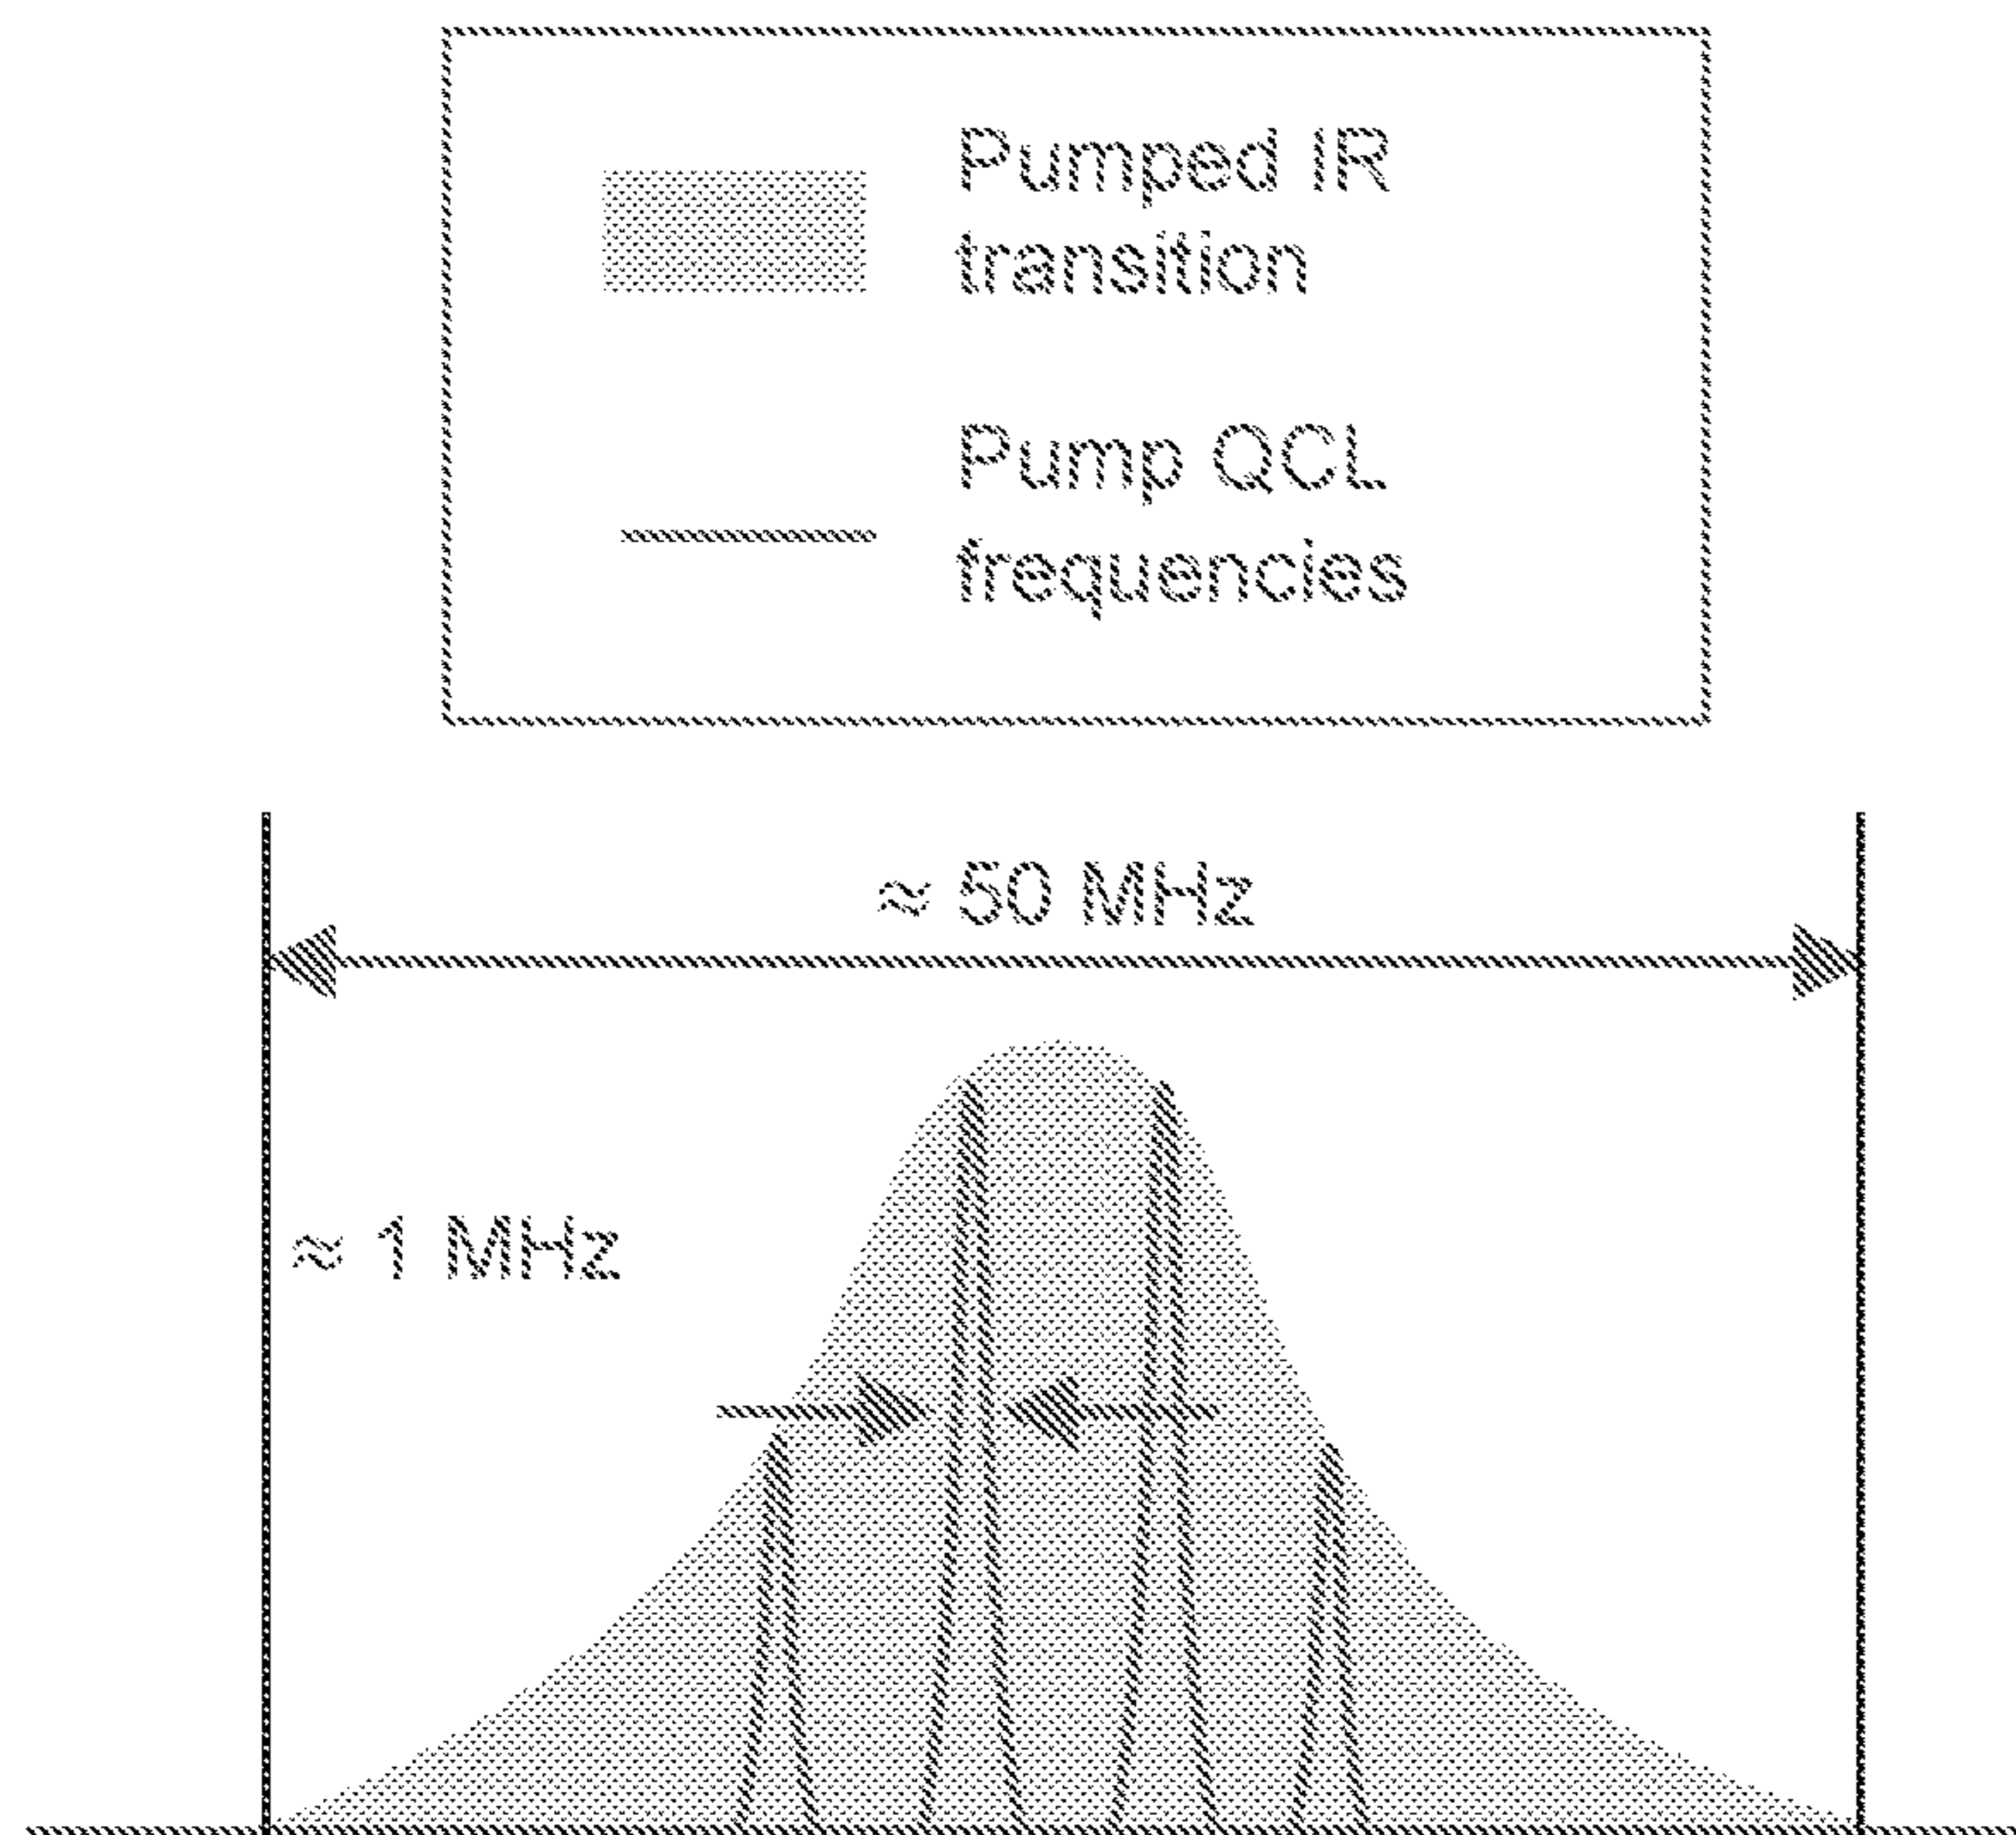 Pumped IR
transition
Pump QCL
frequencies
≈ 50 MHz
≈ 1 MHz